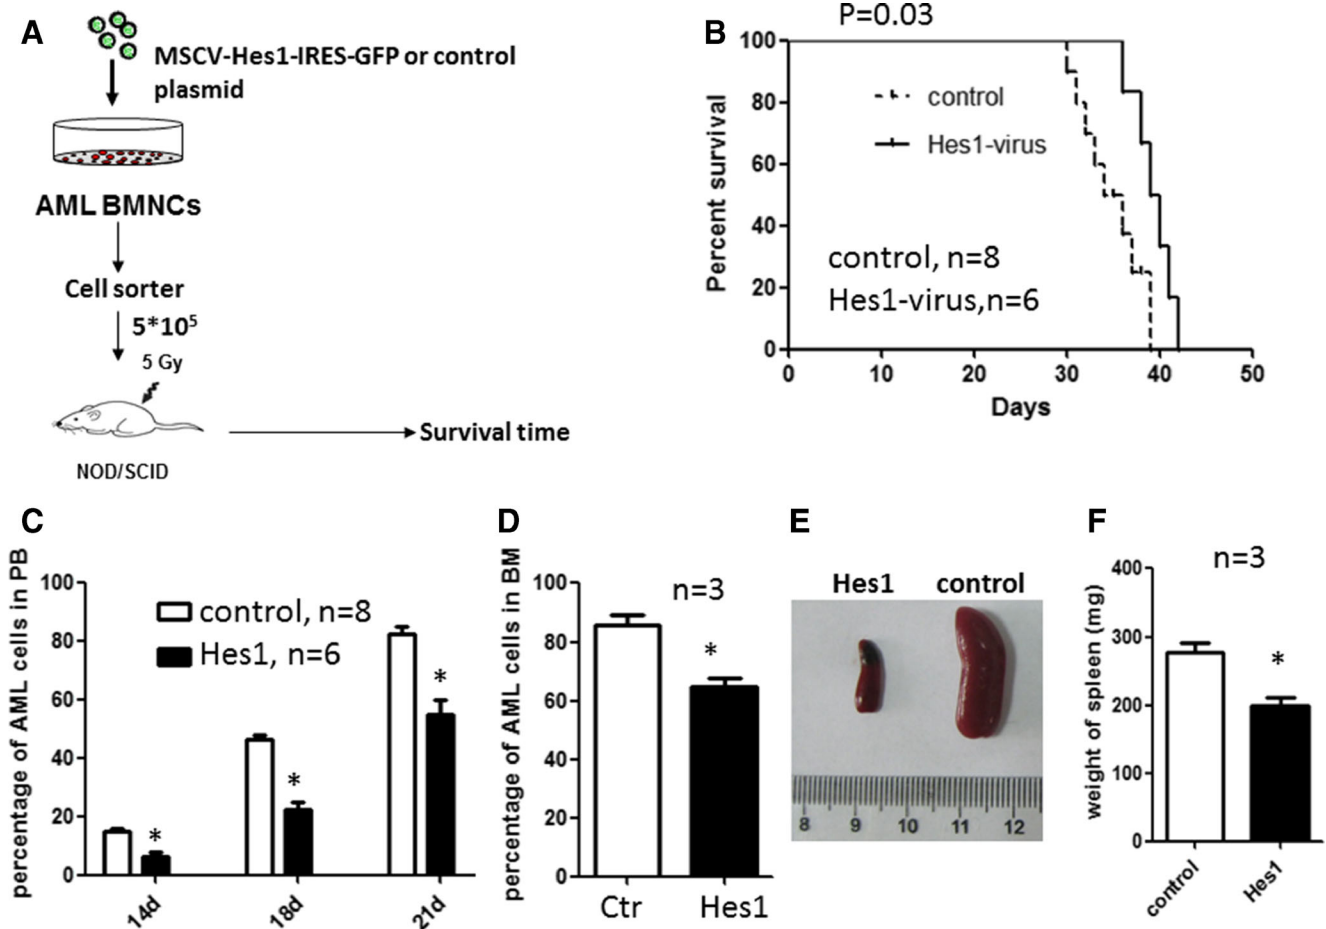 A
MSCV-Hes1-IRES-GFP or control
plasmid
AML BMNCs
Cell sorter
5*10⁵
5 Gy
NOD/SCID
Survival time
B
P=0.03
Percent survival
100
80
60
40
20
0
control
Hes1-virus
control, n=8
Hes1-virus,n=6
0 10 20 30 40 50
Days
C
percentage of AML cells in PB
100
80
60
40
20
0
control, n=8
Hes1, n=6
*
*
*
14d 18d 21d
D
percentage of AML cells in BM
100
80
60
40
20
0
n=3
*
Ctr Hes1
E
Hes1 control
8 9 10 11 12
F
n=3
weight of spleen (mg)
400
300
200
100
0
*
control Hes1